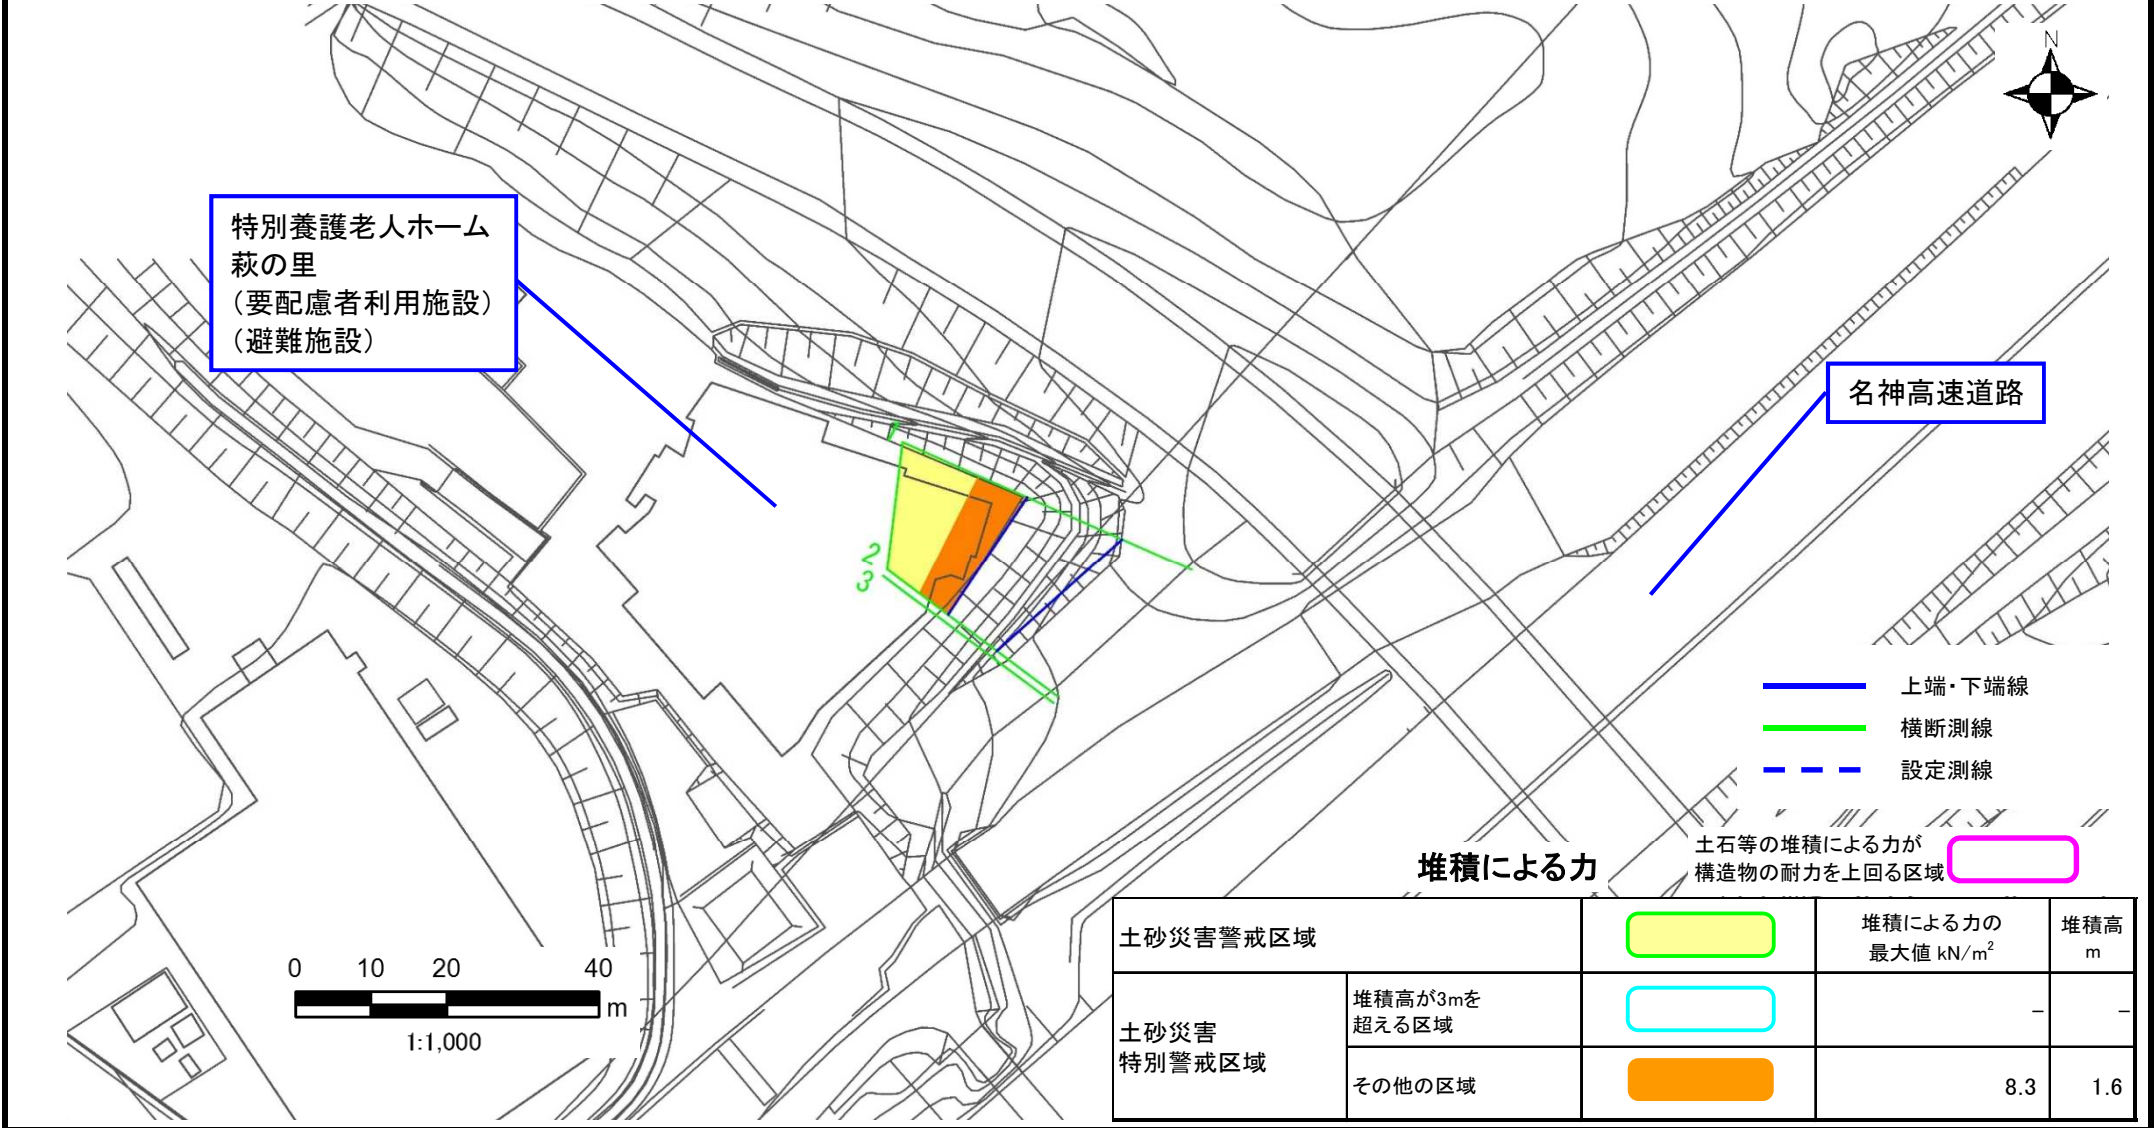 N
特別養護老人ホーム
萩の里
（要配慮者利用施設）
（避難施設）
名神高速道路
1
2
3
上端・下端線
横断測線
設定測線
堆積による力
土石等の堆積による力が
構造物の耐力を上回る区域
土砂災害警戒区域
堆積による力の
最大値 kN/m²
堆積高
m
土砂災害
特別警戒区域
堆積高が3mを
超える区域
－ －
その他の区域
8.3 1.6
0 10 20 40
m
1:1,000